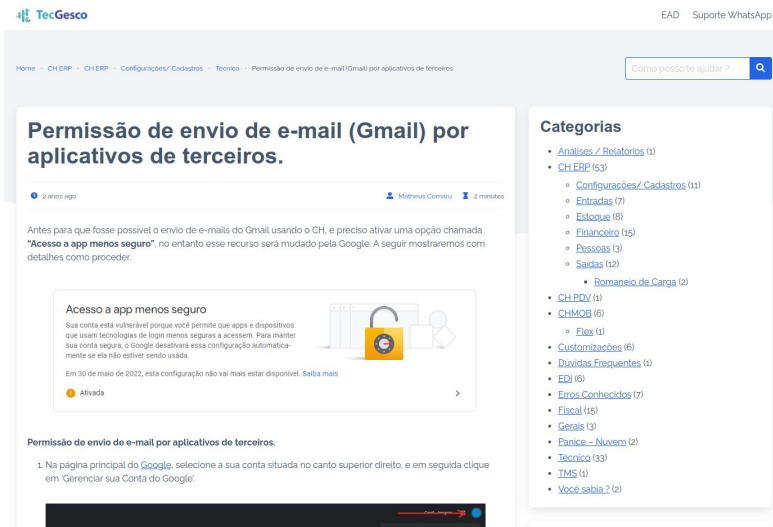 TecGesco
EAD Suporte WhatsApp
Home CH ERP CH ERP Configurações/ Cadastros Técnico Permissão de envio de e-mail (Gmail) por aplicativos de terceiros.
Como posso te ajudar ?
Permissão de envio de e-mail (Gmail) por
aplicativos de terceiros.
2 anos ago Matheus Comaru 2 minutes
Antes para que fosse possível o envio de e-mails do Gmail usando o CH, é preciso ativar uma opção chamada
“Acesso a app menos seguro”, no entanto esse recurso será mudado pela Google. A seguir mostraremos com
detalhes como proceder.
Acesso a app menos seguro
Sua conta está vulnerável porque você permite que apps e dispositivos
que usam tecnologias de login menos seguras a acessem. Para manter
sua conta segura, o Google desativará essa configuração automatica-
mente se ela não estiver sendo usada.
Em 30 de maio de 2022, esta configuração não vai mais estar disponível. Saiba mais
Ativada
Permissão de envio de e-mail por aplicativos de terceiros.
1. Na página principal do Google, selecione a sua conta situada no canto superior direito, e em seguida clique
em ‘Gerenciar sua Conta do Google’.
Categorias
Análises / Relatórios (1)
CH ERP (53)
Configurações/ Cadastros (11)
Entradas (7)
Estoque (8)
Financeiro (15)
Pessoas (3)
Saídas (12)
Romaneio de Carga (2)
CH PDV (1)
CHMOB (6)
Flex (1)
Customizações (6)
Dúvidas Frequentes (1)
EDI (6)
Erros Conhecidos (7)
Fiscal (15)
Gerais (3)
Panice – Nuvem (2)
Técnico (33)
TMS (1)
Você sabia ? (2)